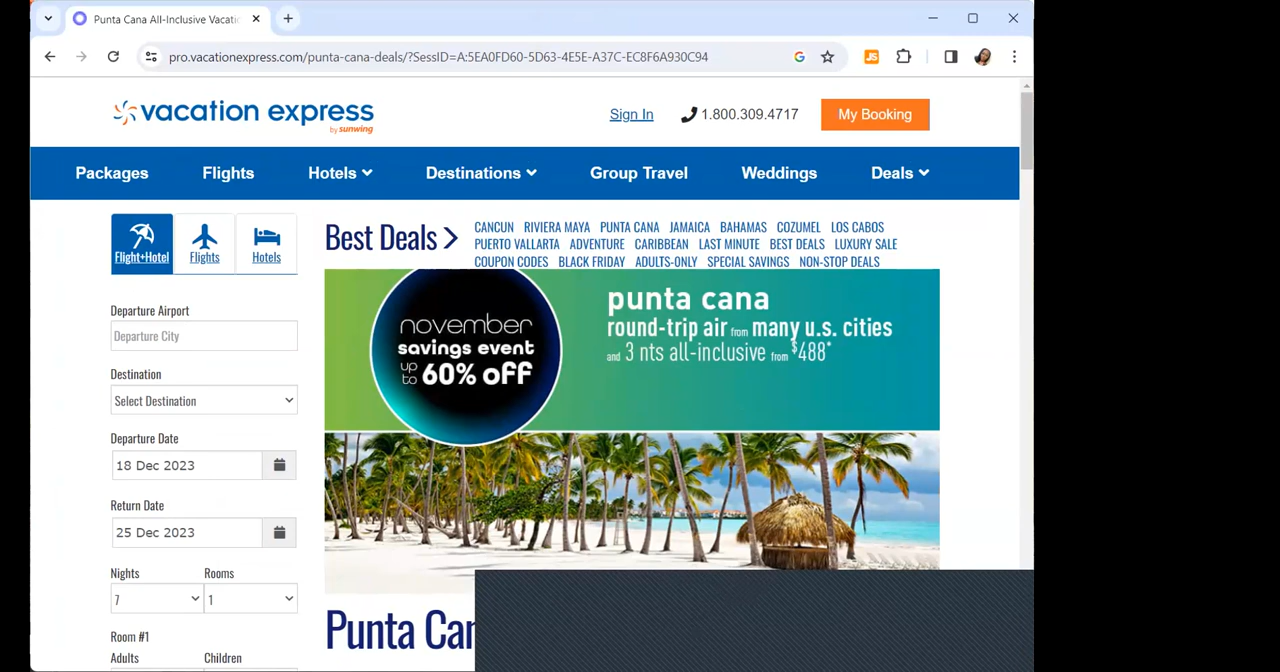 Punta Cana All-Inclusive Vacatio
pro.vacationexpress.com/punta-cana-deals/?SessID=A:5EA0FD60-5D63-4E5E-A37C-EC8F6A930C94
JS
vacation express
by sunwing
Sign In
1.800.309.4717
My Booking
Packages
Flights
Hotels
Destinations
Group Travel
Weddings
Deals
Flight+Hotel
Flights
Hotels
Best Deals
CANCUN RIVIERA MAYA PUNTA CANA JAMAICA BAHAMAS COZUMEL LOS CABOS
PUERTO VALLARTA ADVENTURE CARIBBEAN LAST MINUTE BEST DEALS LUXURY SALE
COUPON CODES BLACK FRIDAY ADULTS-ONLY SPECIAL SAVINGS NON-STOP DEALS
Departure Airport
Departure City
Destination
Select Destination
Departure Date
18 Dec 2023
Return Date
25 Dec 2023
Nights Rooms
7 1
Room #1
Adults Children
november
savings event
up to 60% off
punta cana
round-trip air from many u.s. cities
and 3 nts all-inclusive from $488*
Punta Can